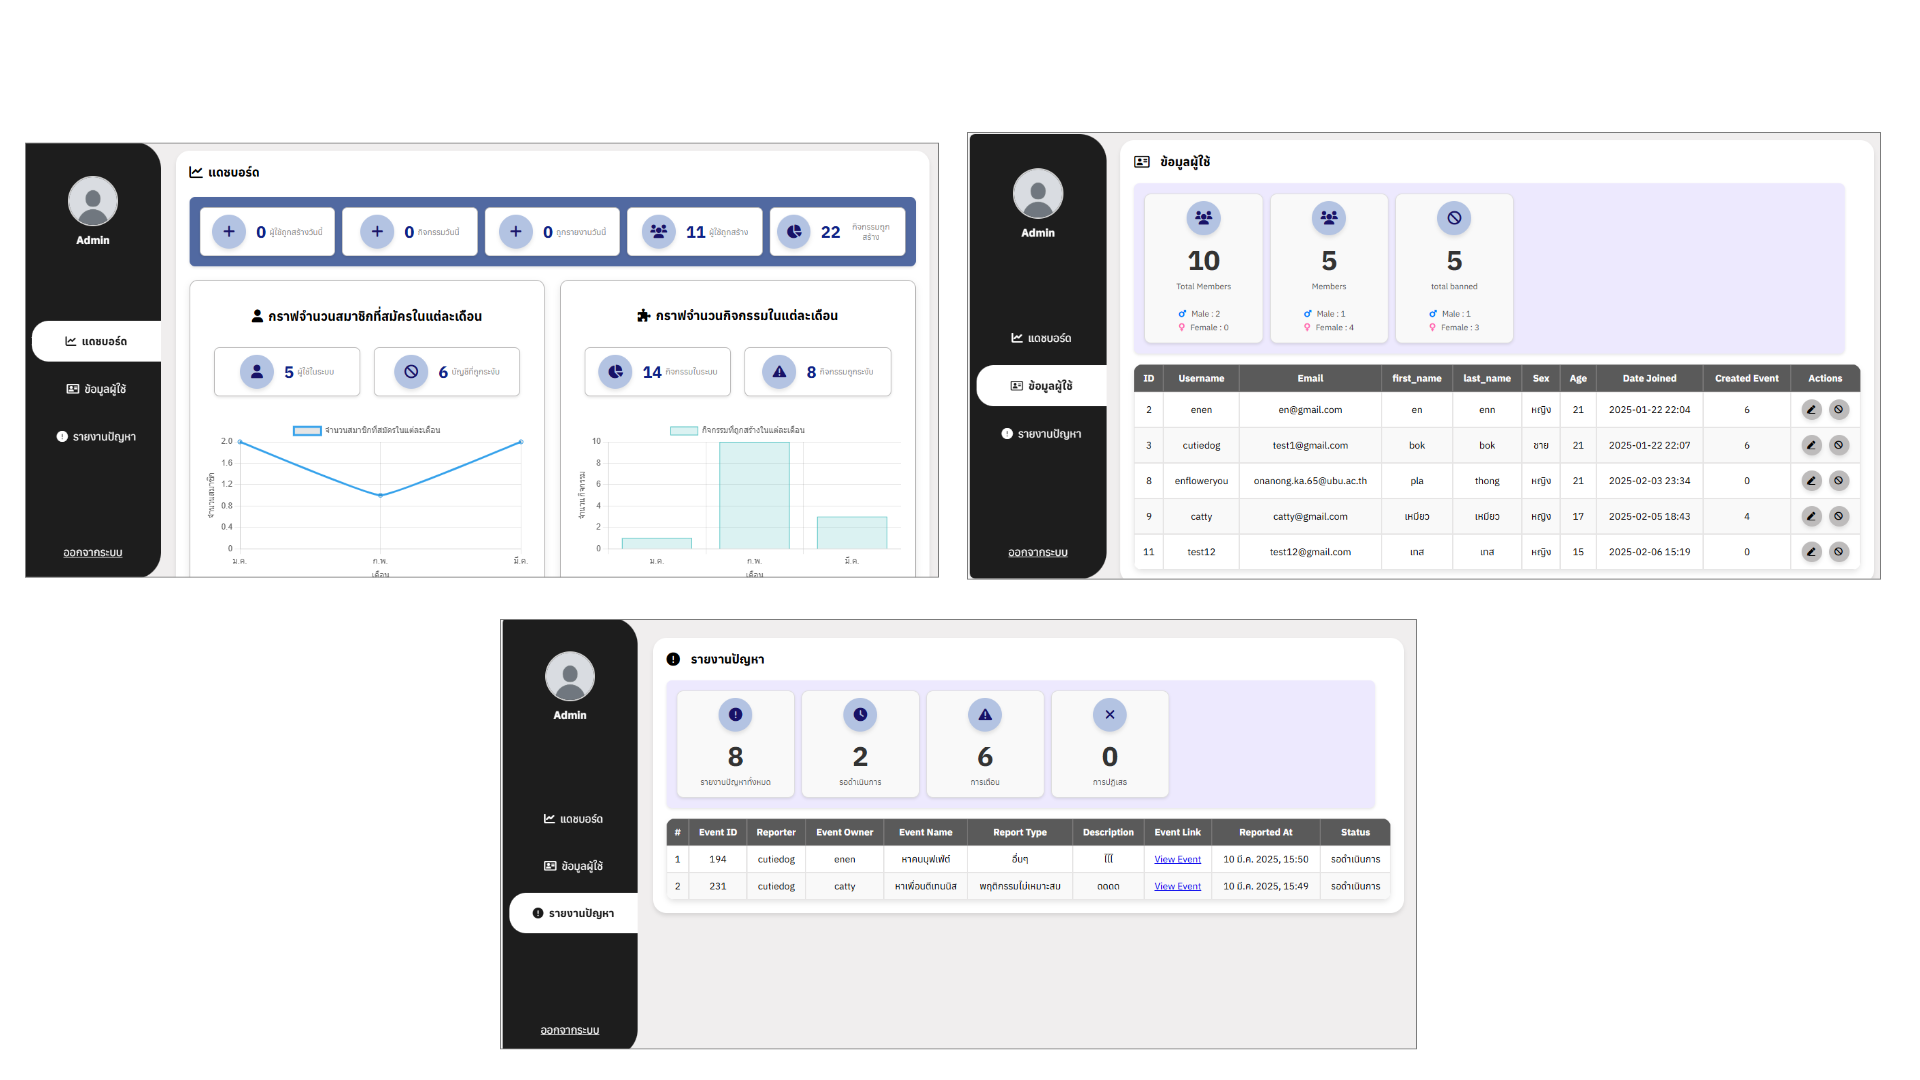 Admin
แดชบอร์ด
ข้อมูลผู้ใช้
รายงานปัญหา
ออกจากระบบ
แดชบอร์ด
0 ผู้ใช้ถูกสร้างวันนี้
0 กิจกรรมวันนี้
0 ถูกรายงานวันนี้
11 ผู้ใช้ถูกสร้าง
22 กิจกรรมถูก
สร้าง
กราฟจำนวนสมาชิกที่สมัครในแต่ละเดือน
5 ผู้ใช้ในระบบ
6 บัญชีที่ถูกระงับ
จำนวนสมาชิกที่สมัครในแต่ละเดือน
จำนวนสมาชิก
2.0
1.6
1.2
0.8
0.4
0
ม.ค. ก.พ. มี.ค.
เดือน
กราฟจำนวนกิจกรรมในแต่ละเดือน
14 กิจกรรมในระบบ
8 กิจกรรมถูกระงับ
กิจกรรมที่ถูกสร้างในแต่ละเดือน
จำนวนกิจกรรม
10
8
6
4
2
0
ม.ค. ก.พ. มี.ค.
เดือน
Admin
แดชบอร์ด
ข้อมูลผู้ใช้
รายงานปัญหา
ออกจากระบบ
ข้อมูลผู้ใช้
10
Total Members
Male : 2
Female : 0
5
Members
Male : 1
Female : 4
5
total banned
Male : 1
Female : 3
ID Username Email first_name last_name Sex Age Date Joined Created Event Actions
2 enen en@gmail.com en enn หญิง 21 2025-01-22 22:04 6
3 cutiedog test1@gmail.com bok bok ชาย 21 2025-01-22 22:07 6
8 enfloweryou onanong.ka.65@ubu.ac.th pla thong หญิง 21 2025-02-03 23:34 0
9 catty catty@gmail.com เหมียว เหมียว หญิง 17 2025-02-05 18:43 4
11 test12 test12@gmail.com เทส เทส หญิง 15 2025-02-06 15:19 0
Admin
แดชบอร์ด
ข้อมูลผู้ใช้
รายงานปัญหา
ออกจากระบบ
รายงานปัญหา
8
รายงานปัญหาทั้งหมด
2
รอดำเนินการ
6
การเตือน
0
การปฏิเสธ
# Event ID Reporter Event Owner Event Name Report Type Description Event Link Reported At Status
1 194 cutiedog enen หาคนบุฟเฟ่ต์ อื่นๆ View Event 10 มี.ค. 2025, 15:50 รอดำเนินการ
2 231 cutiedog catty หาเพื่อนตีเทนนิส พฤติกรรมไม่เหมาะสม ดดดด View Event 10 มี.ค. 2025, 15:49 รอดำเนินการ